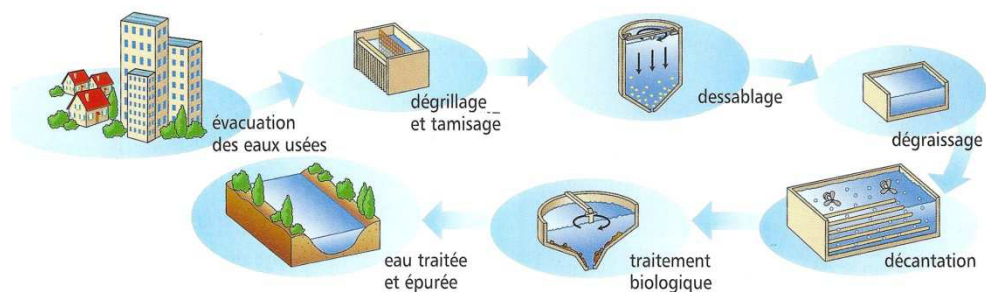 évacuation
des eaux usées
dégrillage
et tamisage
dessablage
dégraissage
décantation
traitement
biologique
eau traitée
et épurée